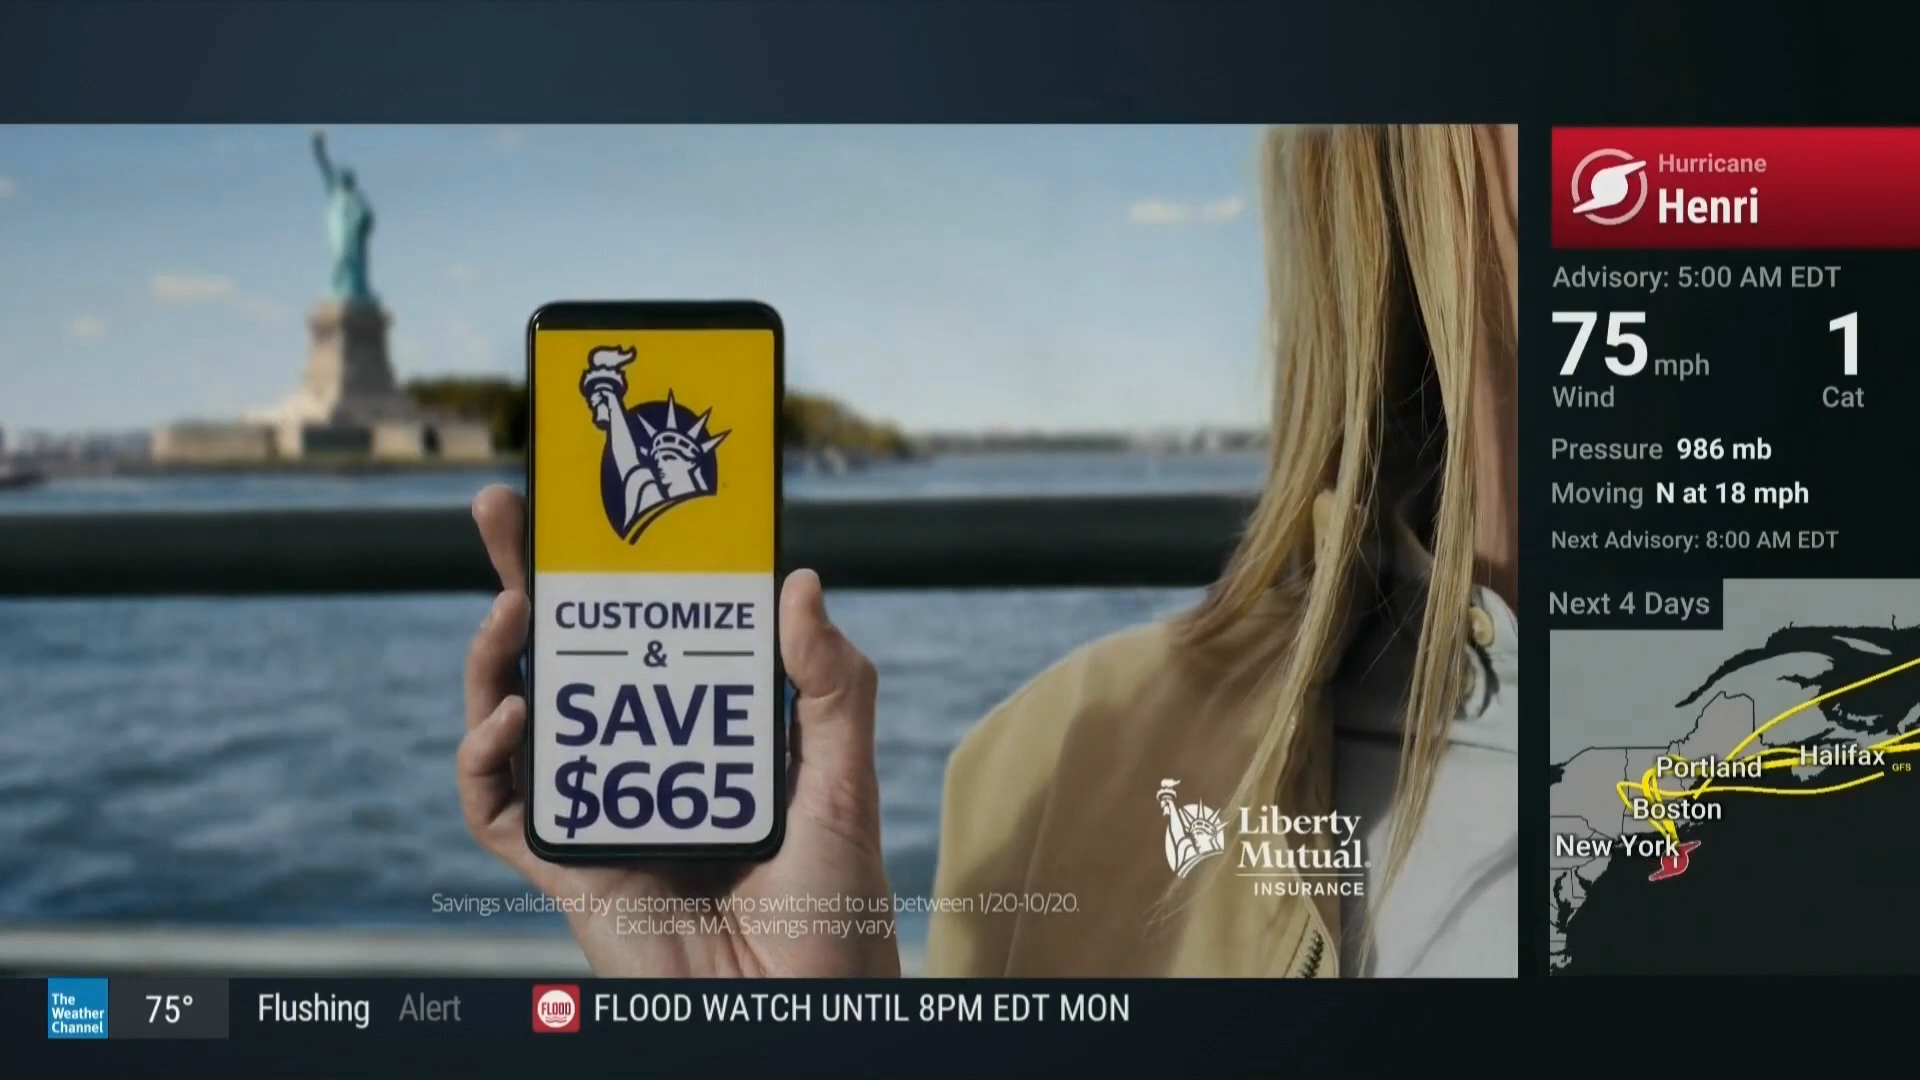 CUSTOMIZE
&
SAVE
$665
Liberty
Mutual
INSURANCE
Savings validated by customers who switched to us between 1/20-10/20.
Excludes MA. Savings may vary.
Hurricane
Henri
Advisory: 5:00 AM EDT
75 mph 1
Wind Cat
Pressure 986 mb
Moving N at 18 mph
Next Advisory: 8:00 AM EDT
Next 4 Days
Portland
Halifax
GFS
Boston
New York
1
The
Weather
Channel
75°
Flushing Alert
FLOOD
FLOOD WATCH UNTIL 8PM EDT MON